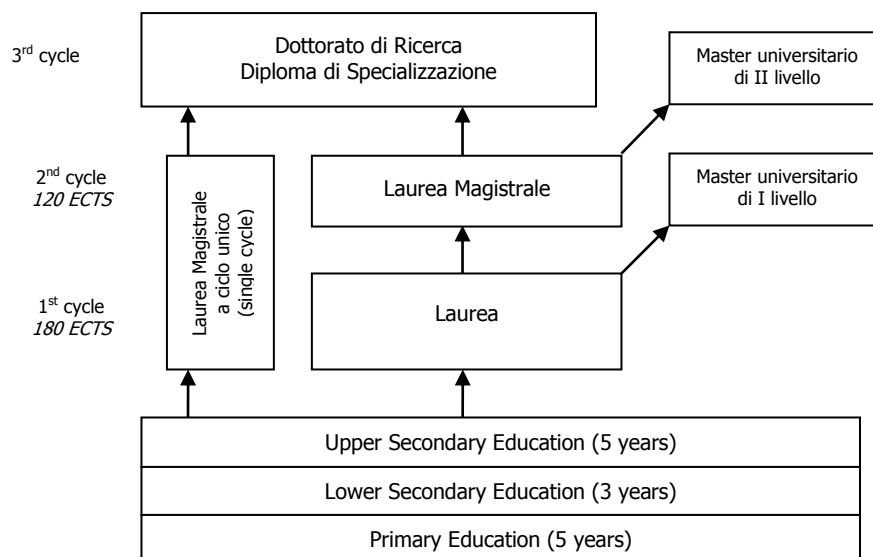 3rd cycle
Dottorato di Ricerca
Diploma di Specializzazione
Master universitario
di II livello
2nd cycle
120 ECTS
Laurea Magistrale
a ciclo unico
(single cycle)
Laurea Magistrale
Master universitario
di I livello
1st cycle
180 ECTS
Laurea
Upper Secondary Education (5 years)
Lower Secondary Education (3 years)
Primary Education (5 years)